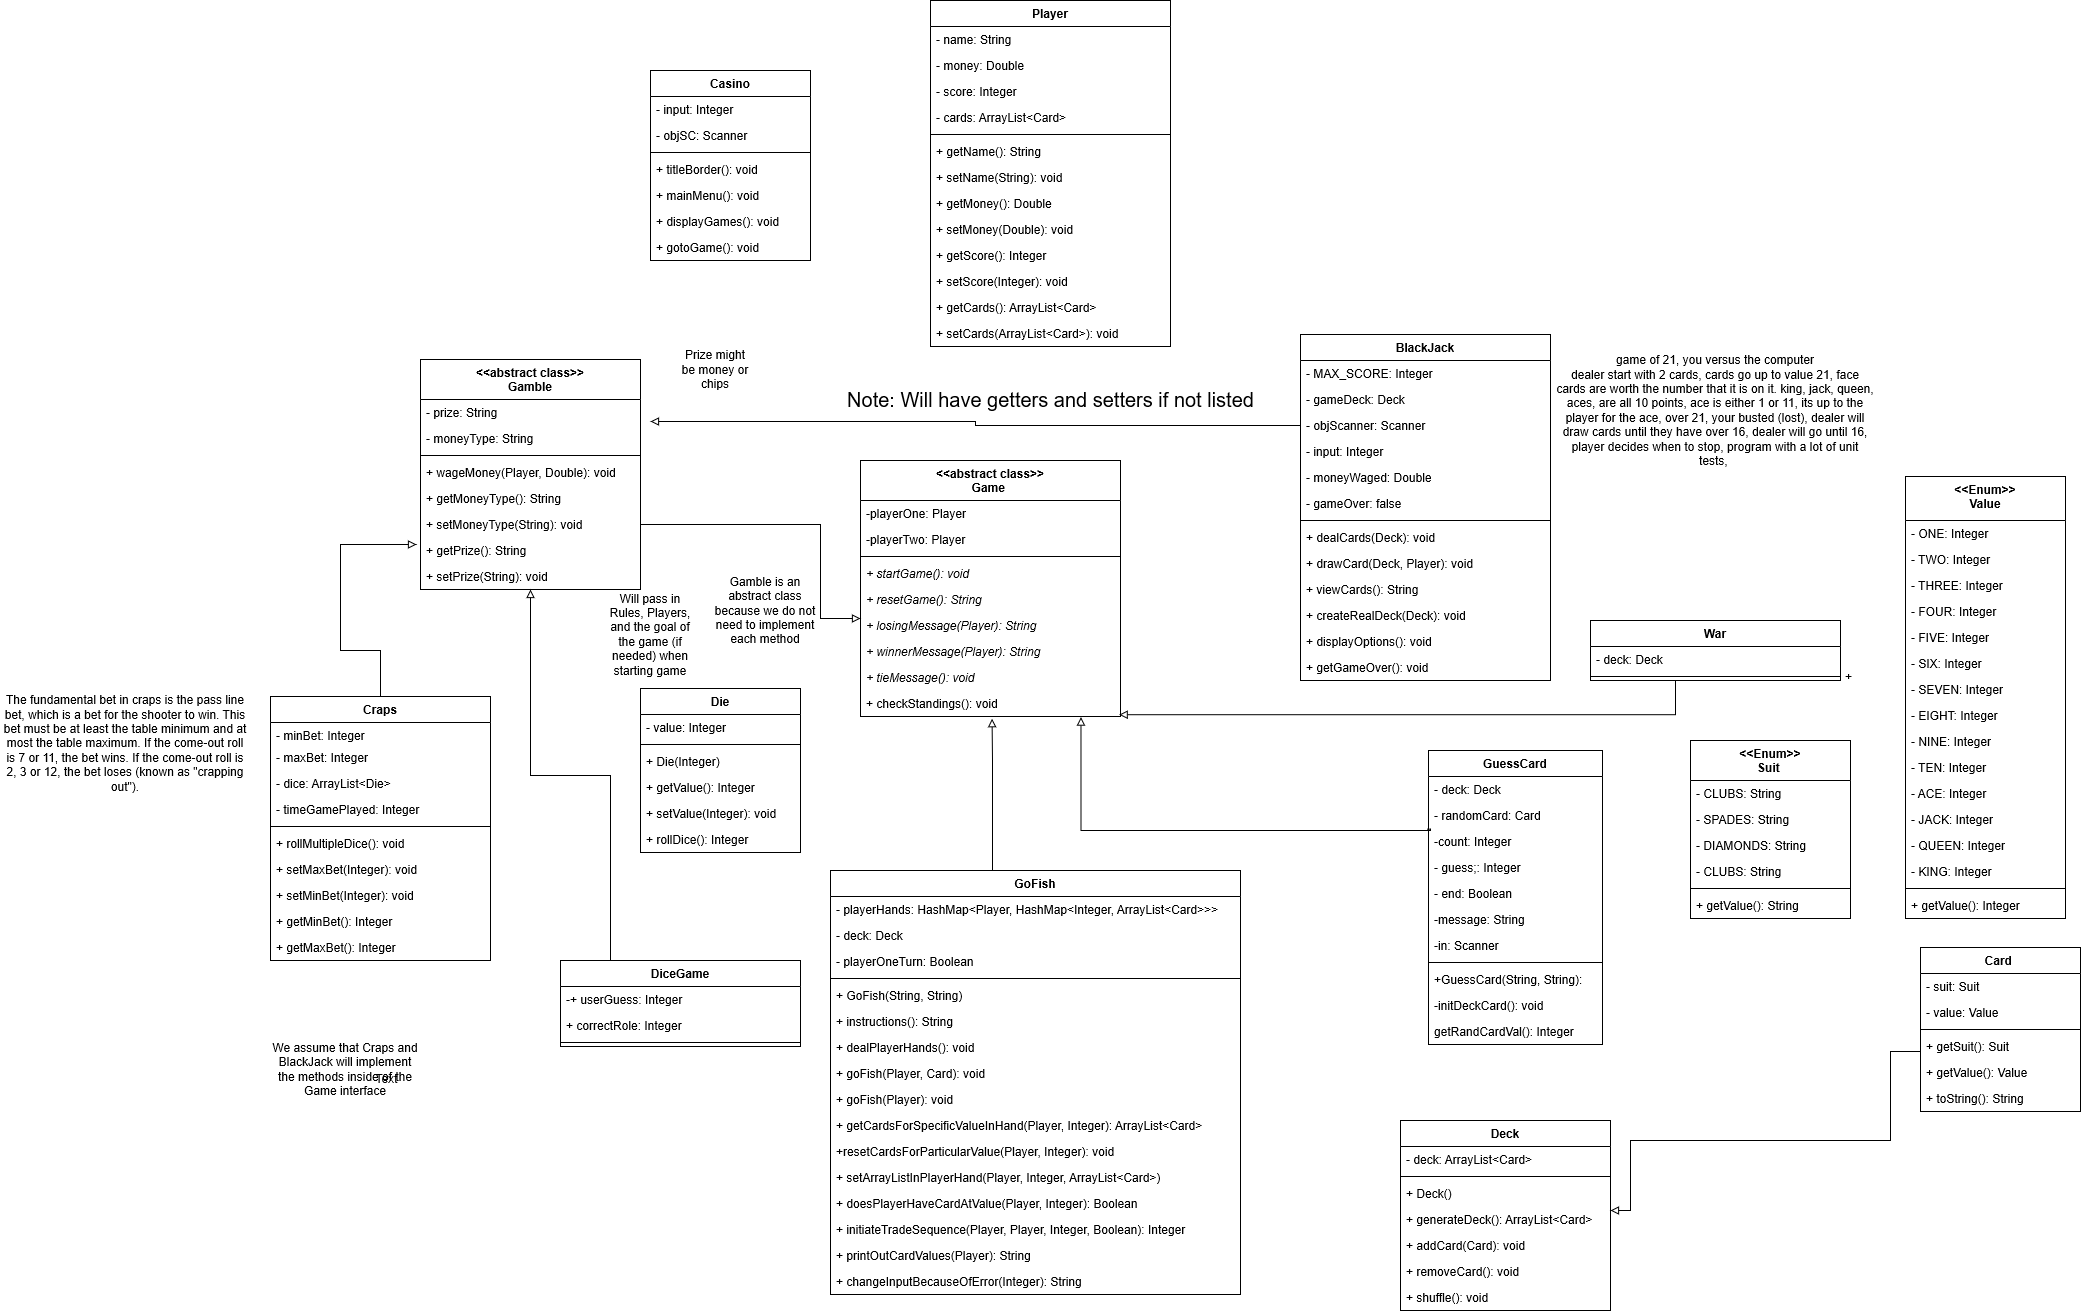 Player
- name: String
- money: Double
- score: Integer
- cards: ArrayList<Card>
+ getName(): String
+ setName(String): void
+ getMoney(): Double
+ setMoney(Double): void
+ getScore(): Integer
+ setScore(Integer): void
+ getCards(): ArrayList<Card>
+ setCards(ArrayList<Card>): void
Casino
- input: Integer
- objSC: Scanner
+ titleBorder(): void
+ mainMenu(): void
+ displayGames(): void
+ gotoGame(): void
Prize might
be money or
chips
Note: Will have getters and setters if not listed
<<abstract class>>
Gamble
- prize: String
- moneyType: String
+ wageMoney(Player, Double): void
+ getMoneyType(): String
+ setMoneyType(String): void
+ getPrize(): String
+ setPrize(String): void
<<abstract class>>
Game
-playerOne: Player
-playerTwo: Player
+ startGame(): void
+ resetGame(): String
+ losingMessage(Player): String
+ winnerMessage(Player): String
+ tieMessage(): void
+ checkStandings(): void
BlackJack
- MAX_SCORE: Integer
- gameDeck: Deck
- objScanner: Scanner
- input: Integer
- moneyWaged: Double
- gameOver: false
+ dealCards(Deck): void
+ drawCard(Deck, Player): void
+ viewCards(): String
+ createRealDeck(Deck): void
+ displayOptions(): void
+ getGameOver(): void
game of 21, you versus the computer
dealer start with 2 cards, cards go up to value 21, face
cards are worth the number that it is on it. king, jack, queen,
aces, are all 10 points, ace is either 1 or 11, its up to the
player for the ace, over 21, your busted (lost), dealer will
draw cards until they have over 16, dealer will go until 16,
player decides when to stop, program with a lot of unit
tests,
<<Enum>>
Value
- ONE: Integer
- TWO: Integer
- THREE: Integer
- FOUR: Integer
- FIVE: Integer
- SIX: Integer
- SEVEN: Integer
- EIGHT: Integer
- NINE: Integer
- TEN: Integer
- ACE: Integer
- JACK: Integer
- QUEEN: Integer
- KING: Integer
+ getValue(): Integer
Gamble is an
abstract class
because we do not
need to implement
each method
Will pass in
Rules, Players,
and the goal of
the game (if
needed) when
starting game
War
- deck: Deck
+
The fundamental bet in craps is the pass line
bet, which is a bet for the shooter to win. This
bet must be at least the table minimum and at
most the table maximum. If the come-out roll
is 7 or 11, the bet wins. If the come-out roll is
2, 3 or 12, the bet loses (known as "crapping
out").
Craps
- minBet: Integer
- maxBet: Integer
- dice: ArrayList<Die>
- timeGamePlayed: Integer
+ rollMultipleDice(): void
+ setMaxBet(Integer): void
+ setMinBet(Integer): void
+ getMinBet(): Integer
+ getMaxBet(): Integer
Die
- value: Integer
+ Die(Integer)
+ getValue(): Integer
+ setValue(Integer): void
+ rollDice(): Integer
GuessCard
- deck: Deck
- randomCard: Card
-count: Integer
- guess;: Integer
- end: Boolean
-message: String
-in: Scanner
+GuessCard(String, String):
-initDeckCard(): void
getRandCardVal(): Integer
<<Enum>>
Suit
- CLUBS: String
- SPADES: String
- DIAMONDS: String
- CLUBS: String
+ getValue(): String
GoFish
- playerHands: HashMap<Player, HashMap<Integer, ArrayList<Card>>>
- deck: Deck
- playerOneTurn: Boolean
+ GoFish(String, String)
+ instructions(): String
+ dealPlayerHands(): void
+ goFish(Player, Card): void
+ goFish(Player): void
+ getCardsForSpecificValueInHand(Player, Integer): ArrayList<Card>
+resetCardsForParticularValue(Player, Integer): void
+ setArrayListInPlayerHand(Player, Integer, ArrayList<Card>)
+ doesPlayerHaveCardAtValue(Player, Integer): Boolean
+ initiateTradeSequence(Player, Player, Integer, Boolean): Integer
+ printOutCardValues(Player): String
+ changeInputBecauseOfError(Integer): String
DiceGame
-+ userGuess: Integer
+ correctRole: Integer
Card
- suit: Suit
- value: Value
+ getSuit(): Suit
+ getValue(): Value
+ toString(): String
We assume that Craps and
BlackJack will implement
the methods inside of the
Game interface
Text
Deck
- deck: ArrayList<Card>
+ Deck()
+ generateDeck(): ArrayList<Card>
+ addCard(Card): void
+ removeCard(): void
+ shuffle(): void